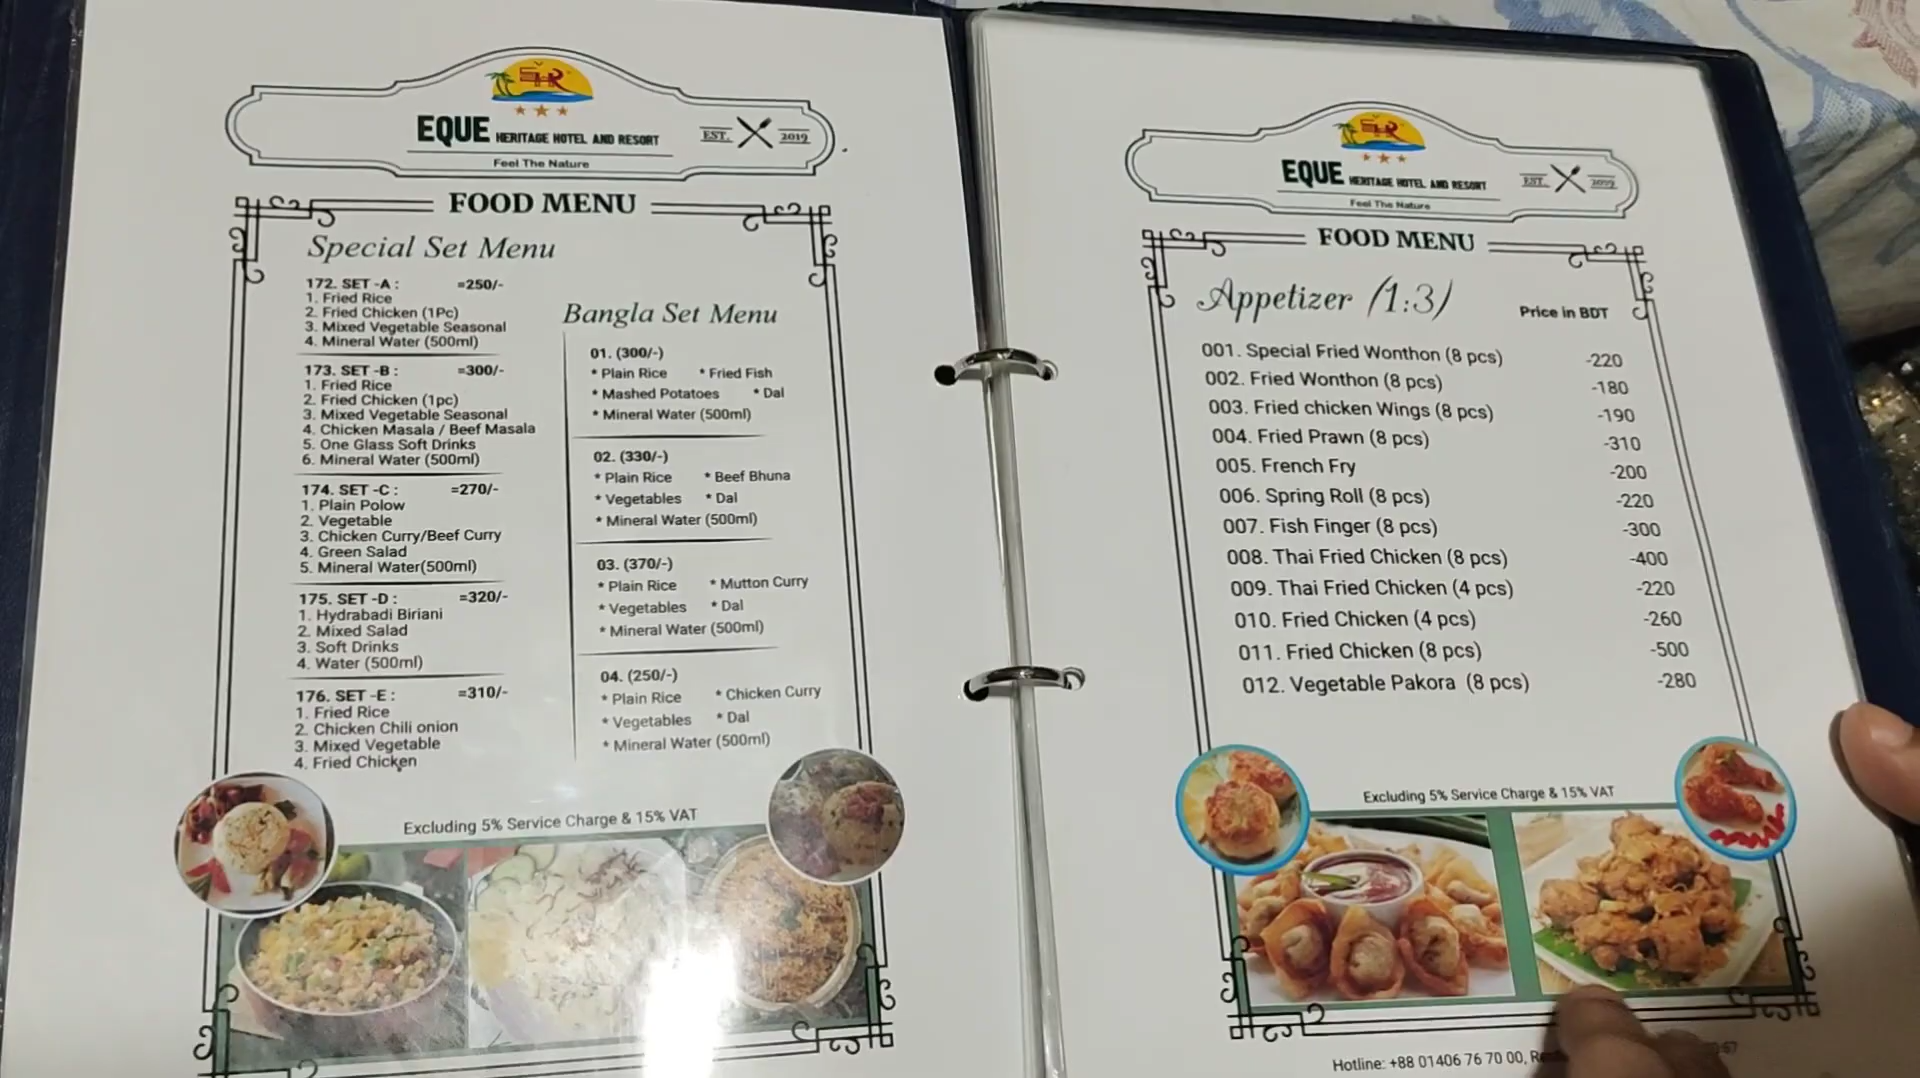 SHR
EQUE HERITAGE HOTEL AND RESORT
EST. 2019
Feel The Nature
FOOD MENU
Special Set Menu
172. SET -A : =250/-
1. Fried Rice
2. Fried Chicken (1Pc)
3. Mixed Vegetable Seasonal
4. Mineral Water (500ml)
173. SET -B : =300/-
1. Fried Rice
2. Fried Chicken (1pc)
3. Mixed Vegetable Seasonal
4. Chicken Masala / Beef Masala
5. One Glass Soft Drinks
6. Mineral Water (500ml)
174. SET -C : =270/-
1. Plain Polow
2. Vegetable
3. Chicken Curry/Beef Curry
4. Green Salad
5. Mineral Water(500ml)
175. SET -D : =320/-
1. Hydrabadi Biriani
2. Mixed Salad
3. Soft Drinks
4. Water (500ml)
176. SET -E : =310/-
1. Fried Rice
2. Chicken Chili onion
3. Mixed Vegetable
4. Fried Chicken
Bangla Set Menu
01. (300/-)
* Plain Rice * Fried Fish
* Mashed Potatoes * Dal
* Mineral Water (500ml)
02. (330/-)
* Plain Rice * Beef Bhuna
* Vegetables * Dal
* Mineral Water (500ml)
03. (370/-)
* Plain Rice * Mutton Curry
* Vegetables * Dal
* Mineral Water (500ml)
04. (250/-)
* Plain Rice * Chicken Curry
* Vegetables * Dal
* Mineral Water (500ml)
Excluding 5% Service Charge & 15% VAT
SHR
EQUE HERITAGE HOTEL AND RESORT
EST. 2019
Feel The Nature
FOOD MENU
Appetizer (1:3)
Price in BDT
001. Special Fried Wonthon (8 pcs) -220
002. Fried Wonthon (8 pcs) -180
003. Fried chicken Wings (8 pcs) -190
004. Fried Prawn (8 pcs) -310
005. French Fry -200
006. Spring Roll (8 pcs) -220
007. Fish Finger (8 pcs) -300
008. Thai Fried Chicken (8 pcs) -400
009. Thai Fried Chicken (4 pcs) -220
010. Fried Chicken (4 pcs) -260
011. Fried Chicken (8 pcs) -500
012. Vegetable Pakora (8 pcs) -280
Excluding 5% Service Charge & 15% VAT
Hotline: +88 01406 76 70 00,